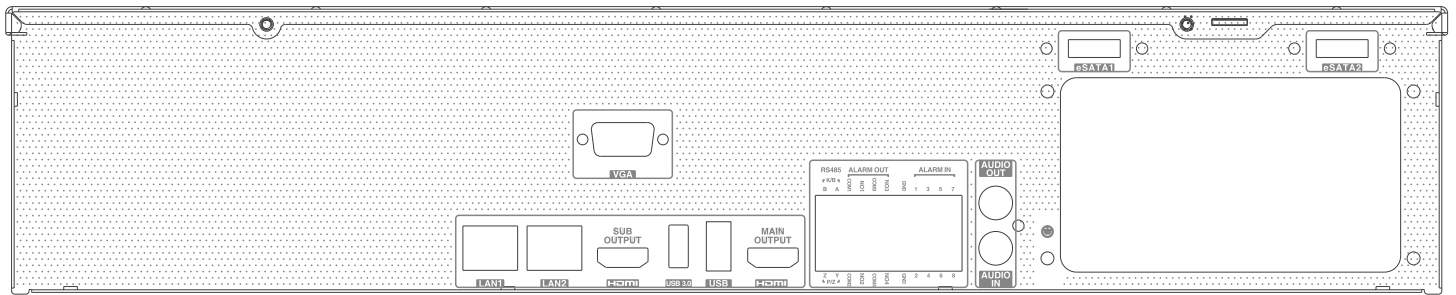 eSATA1
eSATA2
VGA
RS485 ALARM OUT ALARM IN
K/B
B A COM1 NO1 COM3 NO3 GND 1 3 5 7
Z Y COM2 NO2 COM4 NO4 GND 2 4 6 8
P/Z
AUDIO
OUT
AUDIO
IN
SUB
OUTPUT
MAIN
OUTPUT
LAN1 LAN2 HDMI USB 3.0 USB HDMI